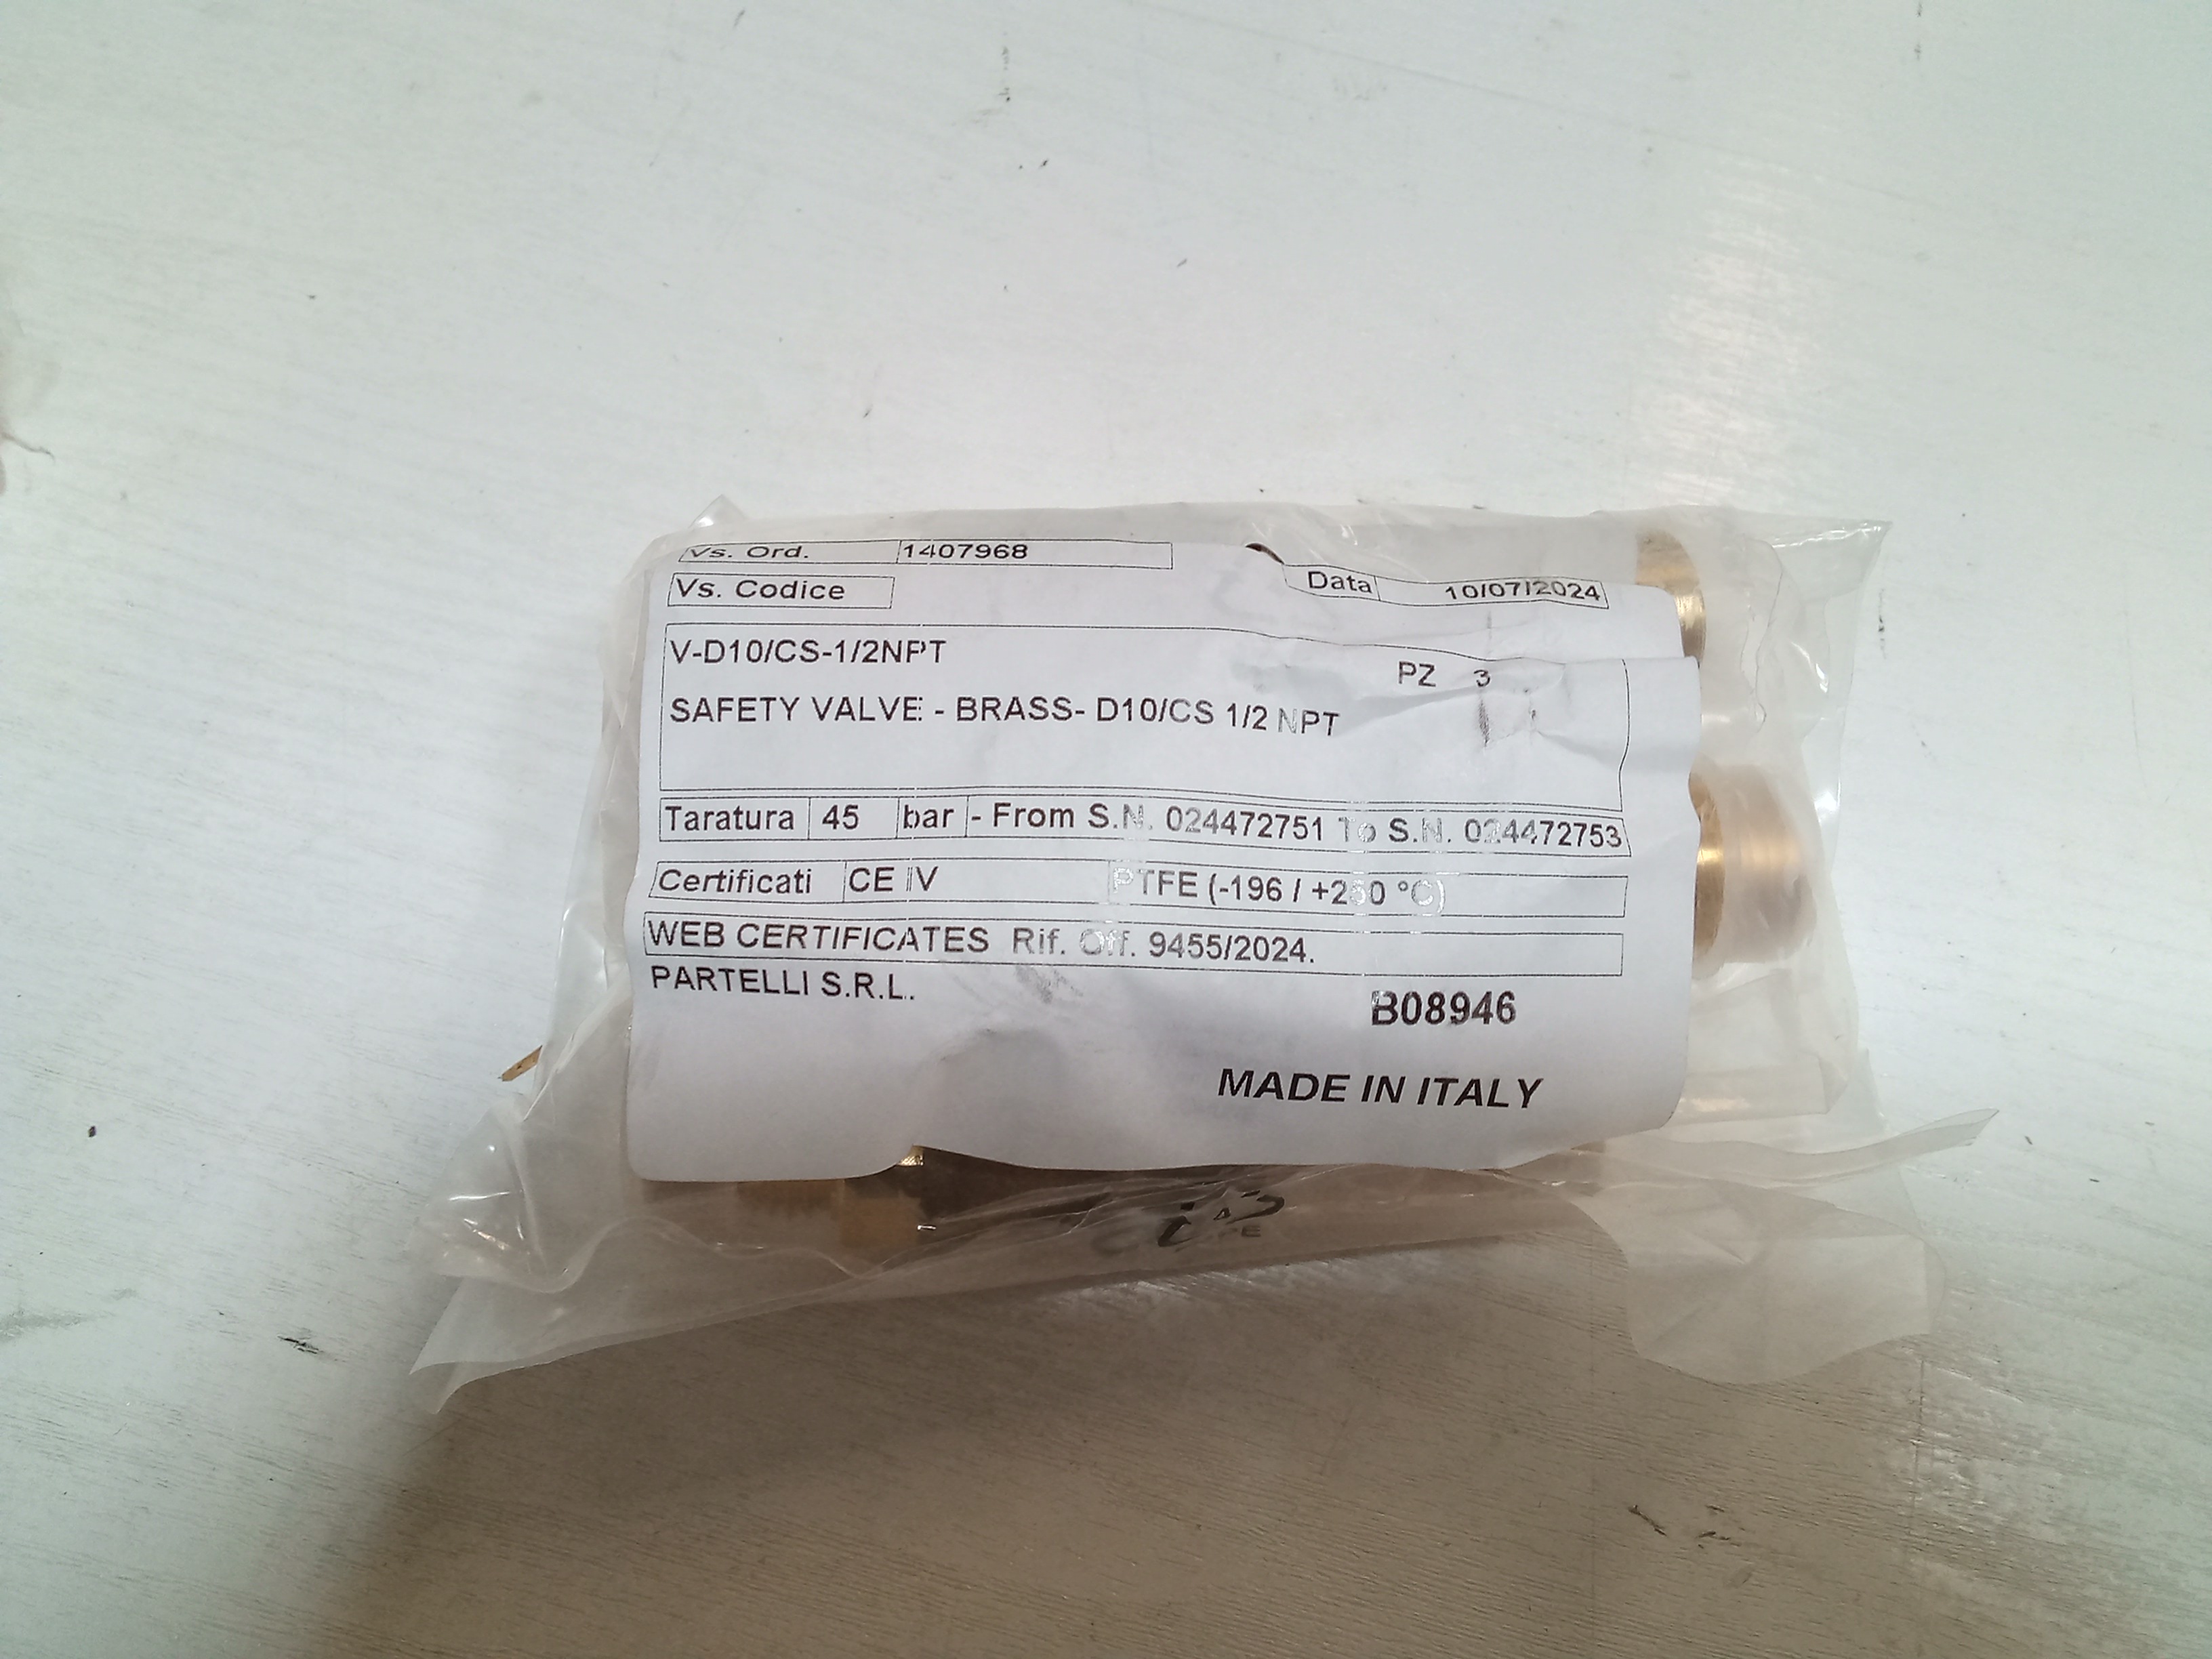 Vs. Ord. 1407968
Data 10/07/2024
Vs. Codice
V-D10/CS-1/2NPT
PZ 3
SAFETY VALVE - BRASS- D10/CS 1/2 NPT
Taratura 45 bar - From S.N. 024472751 To S.N. 024472753
Certificati CE IV PTFE (-196 / +250 °C)
WEB CERTIFICATES Rif. Off. 9455/2024.
PARTELLI S.R.L.
B08946
MADE IN ITALY